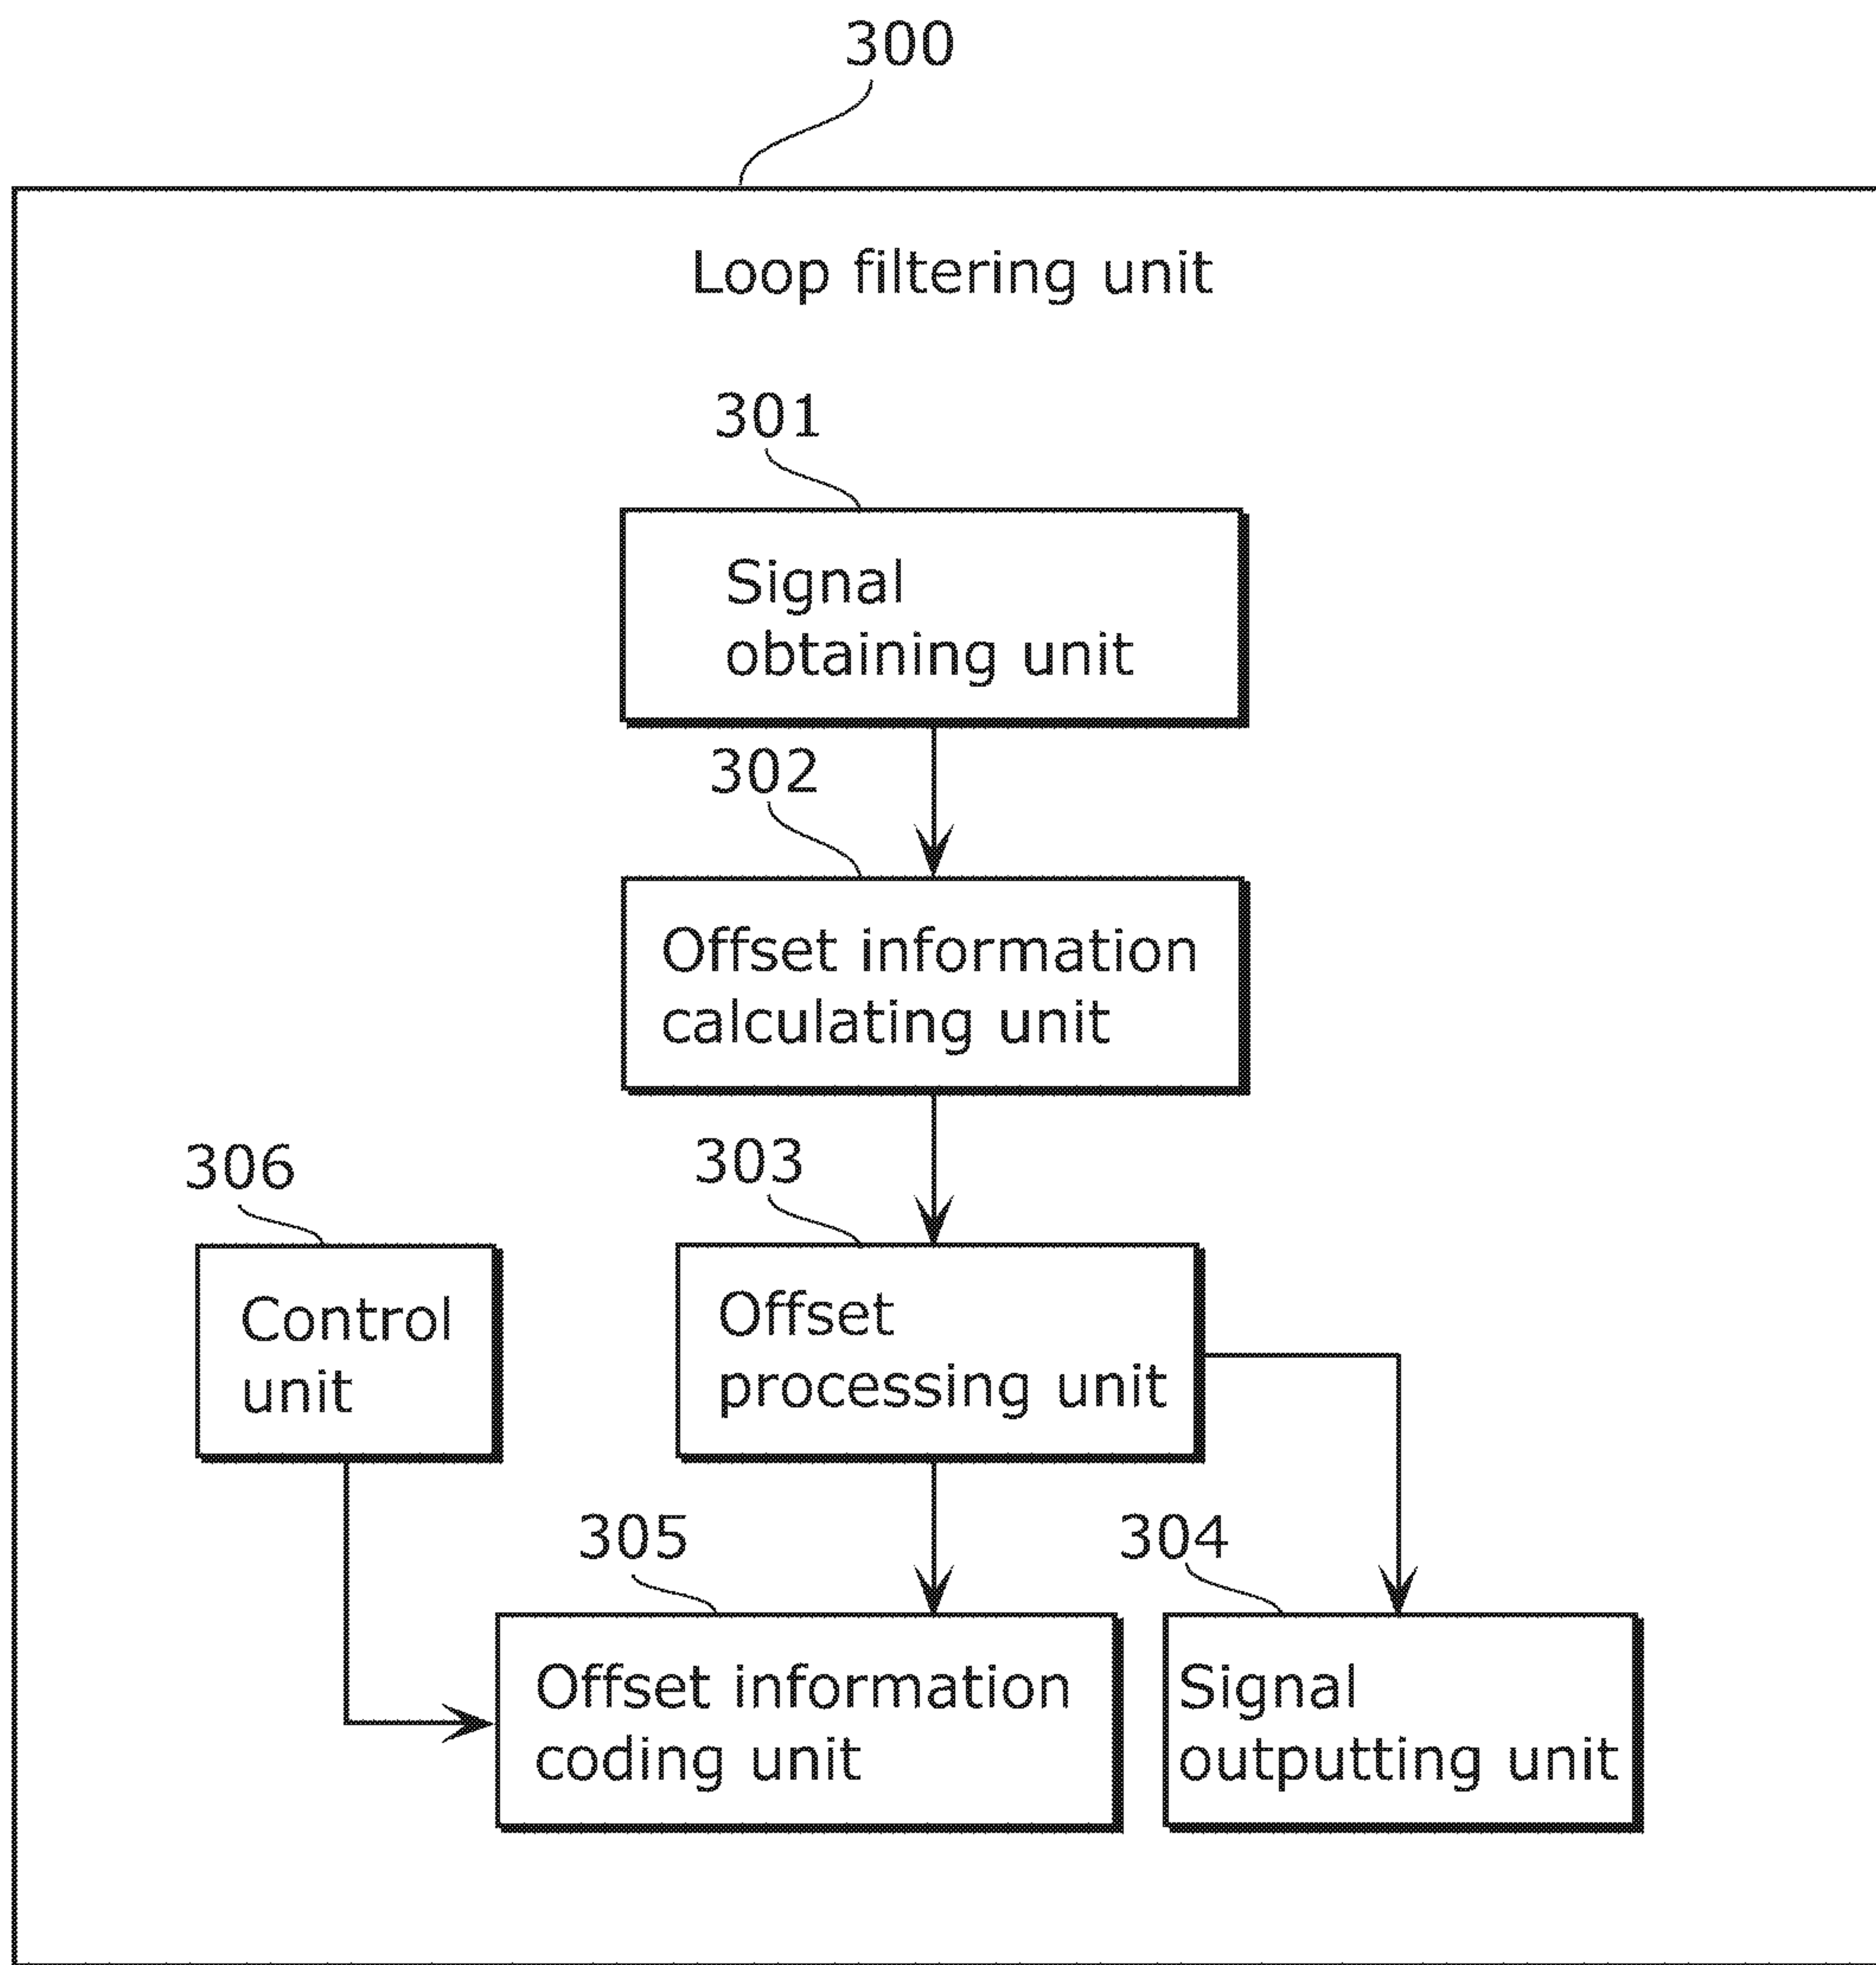 300
Loop filtering unit
301
Signal
obtaining unit
302
Offset information
calculating unit
306
Control
unit
303
Offset
processing unit
305
Offset information
coding unit
304
Signal
outputting unit